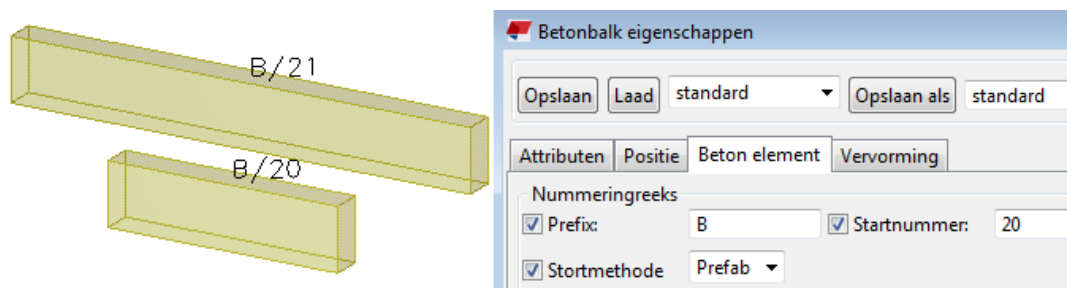 B/21
B/20
Betonbalk eigenschappen
Opslaan Laad standard Opslaan als standard
Attributen Positie Beton element Vervorming
Nummeringreeks
Prefix: B Startnummer: 20
Stortmethode Prefab